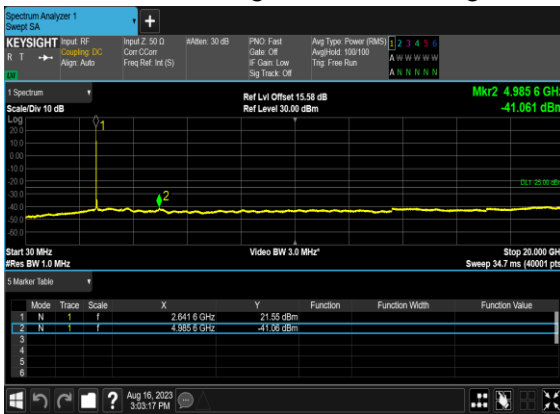 Spectrum Analyzer 1
Swept SA
KEYSIGHT
R T
LV
Input: RF
Coupling: DC
Align: Auto
Input Z: 50 Ω
Corr CCorr
Freq Ref: Int (S)
#Atten: 30 dB
PNO: Fast
Gate: Off
IF Gain: Low
Sig Track: Off
Avg Type: Power (RMS)
Avg|Hold: 100/100
Trig: Free Run
1 2 3 4 5 6
A W W W W W
A N N N N N
1 Spectrum
Scale/Div 10 dB
Ref Lvl Offset 15.58 dB
Ref Level 30.00 dBm
Mkr2 4.985 6 GHz
-41.061 dBm
Log
20.0
10.0
0.00
-10.0
-20.0
-30.0
-40.0
-50.0
-60.0
1
2
DL1 -25.00 dBm
Start 30 MHz
#Res BW 1.0 MHz
Video BW 3.0 MHz*
Stop 20.000 GH
Sweep 34.7 ms (40001 pts
5 Marker Table
Mode Trace Scale X Y Function Function Width Function Value
1 N 1 f 2.641 6 GHz 21.55 dBm
2 N 1 f 4.985 6 GHz -41.06 dBm
3
4
5
6
Aug 16, 2023
3:03:17 PM